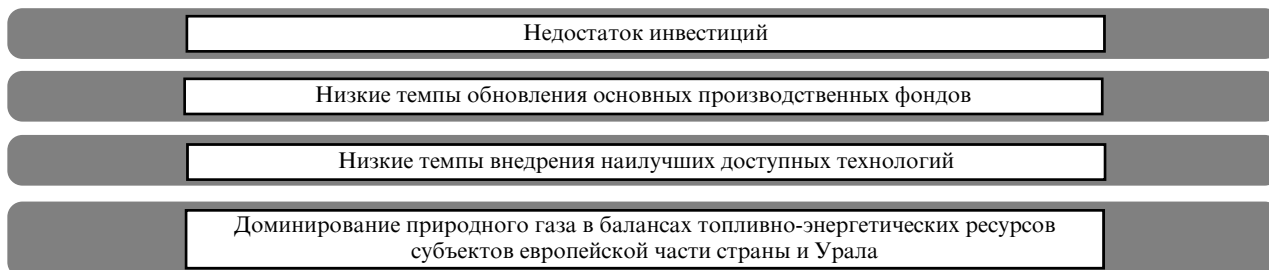 Недостаток инвестиций
Низкие темпы обновления основных производственных фондов
Низкие темпы внедрения наилучших доступных технологий
Доминирование природного газа в балансах топливно-энергетических ресурсов
субъектов европейской части страны и Урала